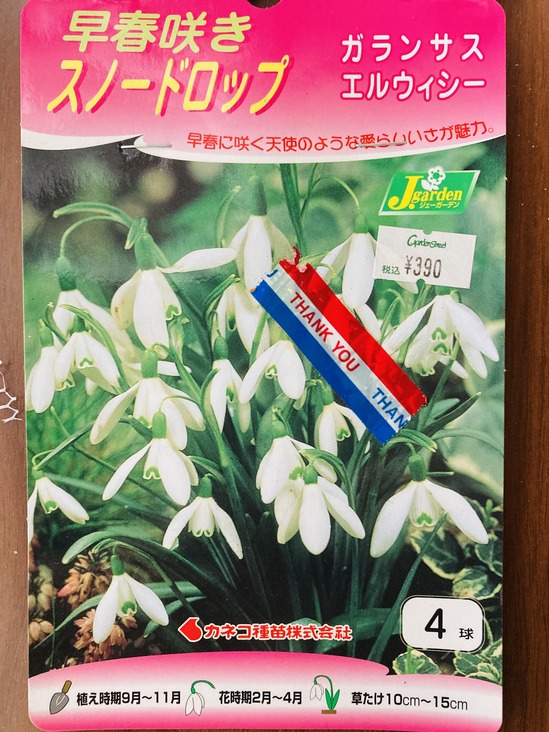 早春咲き
スノードロップ
ガランサス
エルウィシー
早春に咲く天使のような愛らしいさが魅力。
J.garden
ジェーガーデン
GardenStreet
税込 ¥390
THANK YOU
THAN
カネコ種苗株式会社
4球
植え時期9月〜11月
花時期2月〜4月
草たけ10cm〜15cm